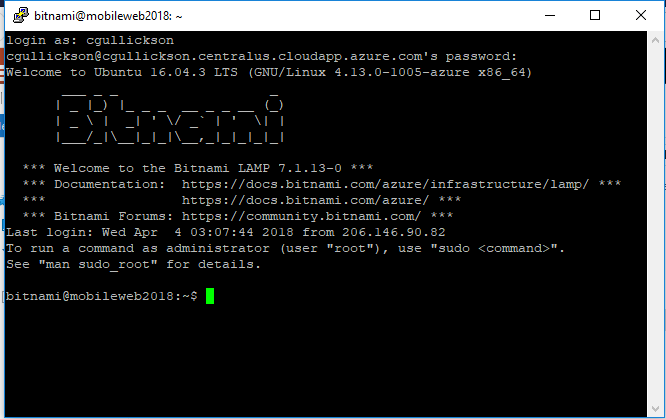 bitnami@mobileweb2018: ~
login as: cgullickson
cgullickson@cgullickson.centralus.cloudapp.azure.com's password:
Welcome to Ubuntu 16.04.3 LTS (GNU/Linux 4.13.0-1005-azure x86_64)
Bitnami
*** Welcome to the Bitnami LAMP 7.1.13-0 ***
*** Documentation:  https://docs.bitnami.com/azure/infrastructure/lamp/ ***
***                 https://docs.bitnami.com/azure/ ***
*** Bitnami Forums: https://community.bitnami.com/ ***
Last login: Wed Apr  4 03:07:44 2018 from 206.146.90.82
To run a command as administrator (user "root"), use "sudo <command>".
See "man sudo_root" for details.
bitnami@mobileweb2018:~$